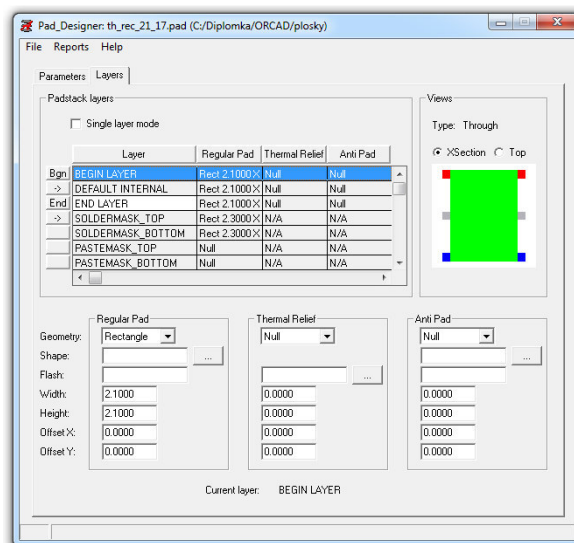 Pad_Designer: th_rec_21_17.pad (C:/Diplomka/ORCAD/plosky)
File Reports Help
Parameters Layers
Padstack layers
Single layer mode
Layer Regular Pad Thermal Relief Anti Pad
Bgn BEGIN LAYER Rect 2.1000 X Null Null
-> DEFAULT INTERNAL Rect 2.1000 X Null Null
End END LAYER Rect 2.1000 X Null Null
-> SOLDERMASK_TOP Rect 2.3000 X N/A N/A
SOLDERMASK_BOTTOM Rect 2.3000 X N/A N/A
PASTEMASK_TOP Null N/A N/A
PASTEMASK_BOTTOM Null N/A N/A
Views
Type: Through
XSection Top
Regular Pad Thermal Relief Anti Pad
Geometry: Rectangle Null Null
Shape: ... ...
Flash: ...
Width: 2.1000 0.0000 0.0000
Height: 2.1000 0.0000 0.0000
Offset X: 0.0000 0.0000 0.0000
Offset Y: 0.0000 0.0000 0.0000
Current layer: BEGIN LAYER